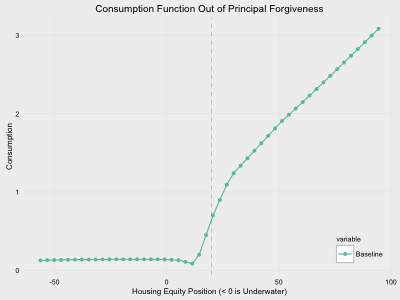 Consumption Function Out of Principal Forgiveness
Consumption
3
2
1
0
-50
0
50
100
Housing Equity Position (< 0 is Underwater)
variable
Baseline